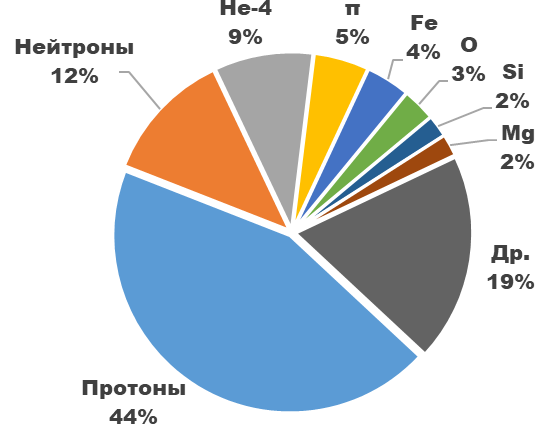 He-4
9%
π
5%
Fe
4%
O
3%
Si
2%
Mg
2%
Др.
19%
Протоны
44%
Нейтроны
12%